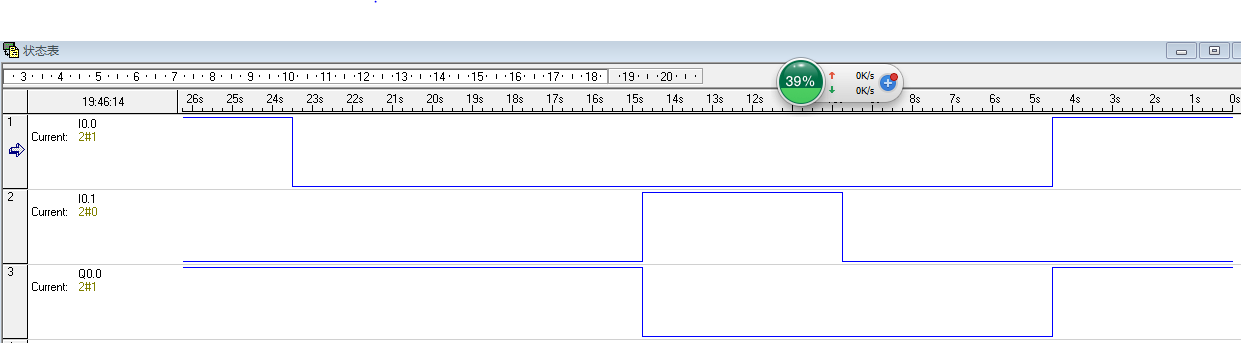 状态表
3 4 5 6 7 8 9 10 11 12 13 14 15 16 17 18 19 20
39% 0K/s
0K/s
19:46:14 26s 25s 24s 23s 22s 21s 20s 19s 18s 17s 16s 15s 14s 13s 12s 11s 9s 8s 7s 6s 5s 4s 3s 2s 1s 0s
1 I0.0
Current: 2#1
2 I0.1
Current: 2#0
3 Q0.0
Current: 2#1